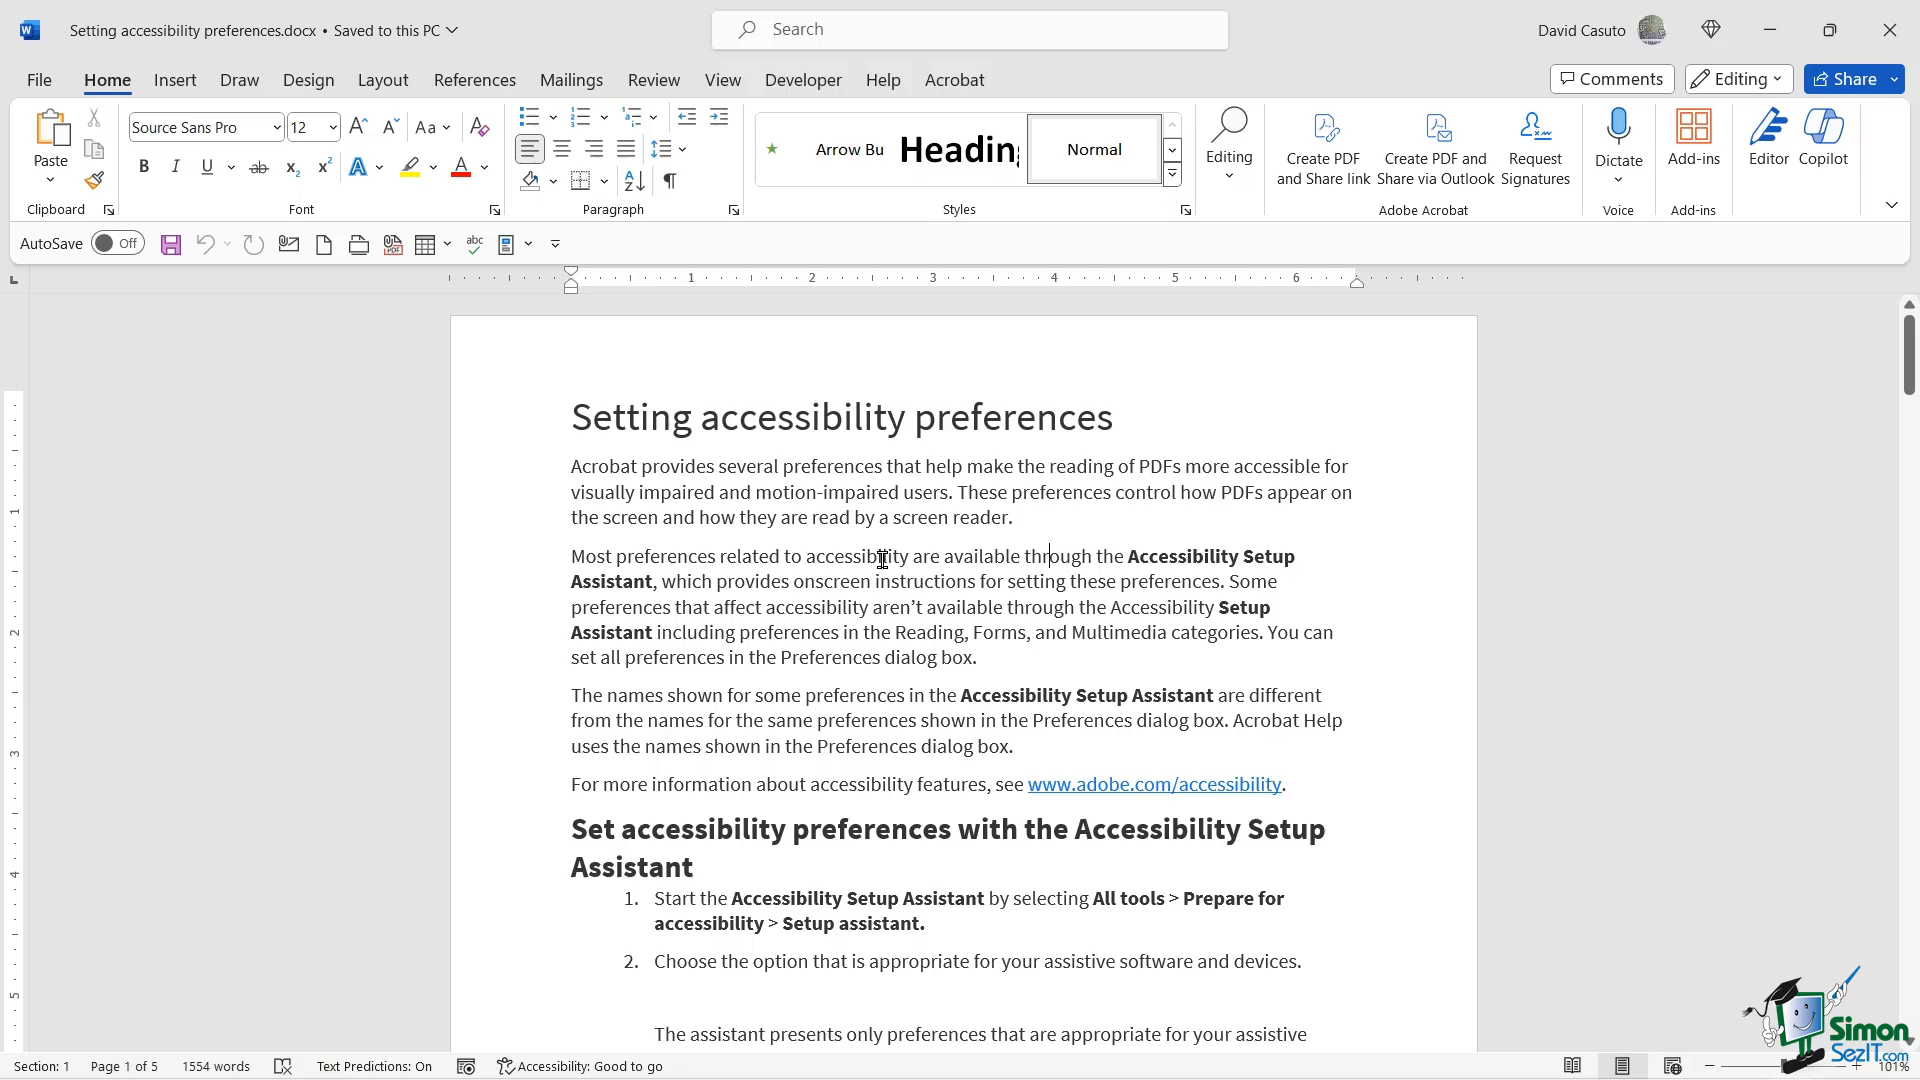 Setting accessibility preferences.docx • Saved to this PC
Search
David Casuto
File Home Insert Draw Design Layout References Mailings Review View Developer Help Acrobat
Comments Editing Share
Source Sans Pro 12
Paste
Arrow Bu Heading Normal
Editing
Create PDF and Share link
Create PDF and Share via Outlook
Request Signatures
Dictate
Add-ins
Editor
Copilot
Clipboard Font Paragraph Styles Adobe Acrobat Voice Add-ins
AutoSave Off
1 2 3 4 5 6
Setting accessibility preferences
Acrobat provides several preferences that help make the reading of PDFs more accessible for
visually impaired and motion-impaired users. These preferences control how PDFs appear on
the screen and how they are read by a screen reader.
Most preferences related to accessibility are available through the Accessibility Setup
Assistant, which provides onscreen instructions for setting these preferences. Some
preferences that affect accessibility aren’t available through the Accessibility Setup
Assistant including preferences in the Reading, Forms, and Multimedia categories. You can
set all preferences in the Preferences dialog box.
The names shown for some preferences in the Accessibility Setup Assistant are different
from the names for the same preferences shown in the Preferences dialog box. Acrobat Help
uses the names shown in the Preferences dialog box.
For more information about accessibility features, see www.adobe.com/accessibility.
Set accessibility preferences with the Accessibility Setup
Assistant
1. Start the Accessibility Setup Assistant by selecting All tools > Prepare for
accessibility > Setup assistant.
2. Choose the option that is appropriate for your assistive software and devices.
The assistant presents only preferences that are appropriate for your assistive
1
2
3
4
5
Section: 1 Page 1 of 5 1554 words Text Predictions: On Accessibility: Good to go 101%
Simon
SezIT.com